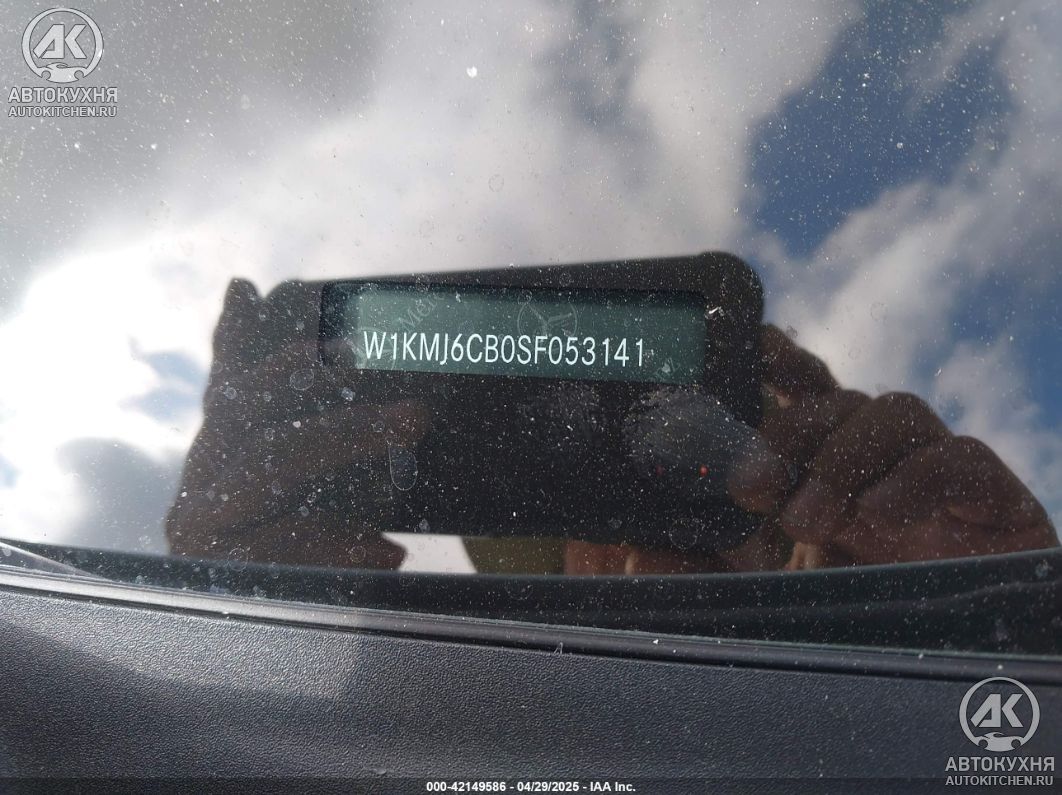 АК
АВТОКУХНЯ
AUTOKITCHEN.RU
W1KMJ6CB0SF053141
АК
АВТОКУХНЯ
AUTOKITCHEN.RU
000-42149586 - 04/29/2025 - IAA Inc.